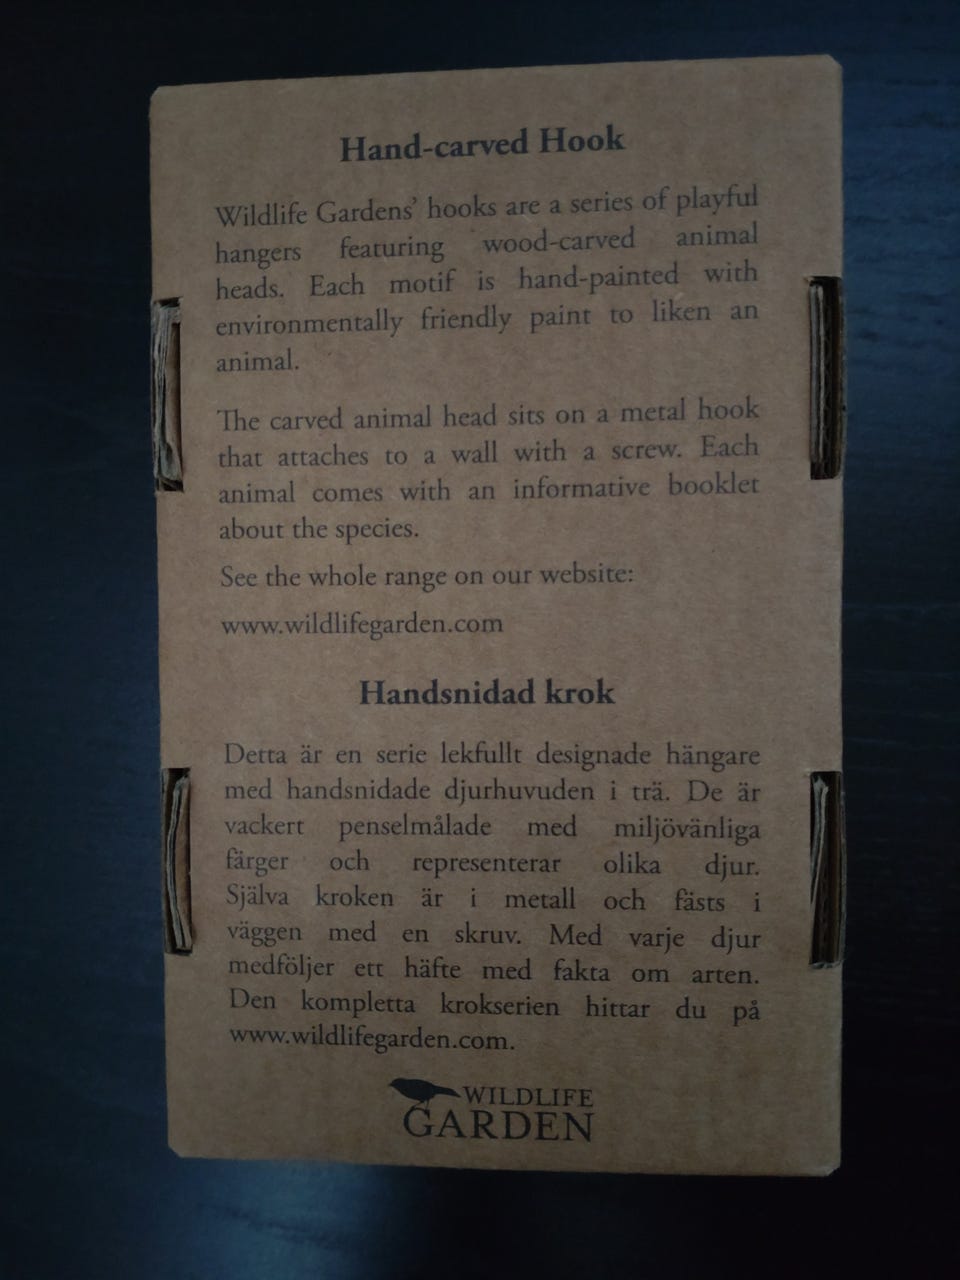 Hand-carved Hook
Wildlife Gardens' hooks are a series of playful
hangers featuring wood-carved animal
heads. Each motif is hand-painted with
environmentally friendly paint to liken an
animal.
The carved animal head sits on a metal hook
that attaches to a wall with a screw. Each
animal comes with an informative booklet
about the species.
See the whole range on our website:
www.wildlifegarden.com
Handsnidad krok
Detta är en serie lekfullt designade hängare
med handsnidade djurhuvuden i trä. De är
vackert penselmålade med miljövänliga
färger och representerar olika djur.
Själva kroken är i metall och fästs i
väggen med en skruv. Med varje djur
medföljer ett häfte med fakta om arten.
Den kompletta krokserien hittar du på
www.wildlifegarden.com.
WILDLIFE
GARDEN